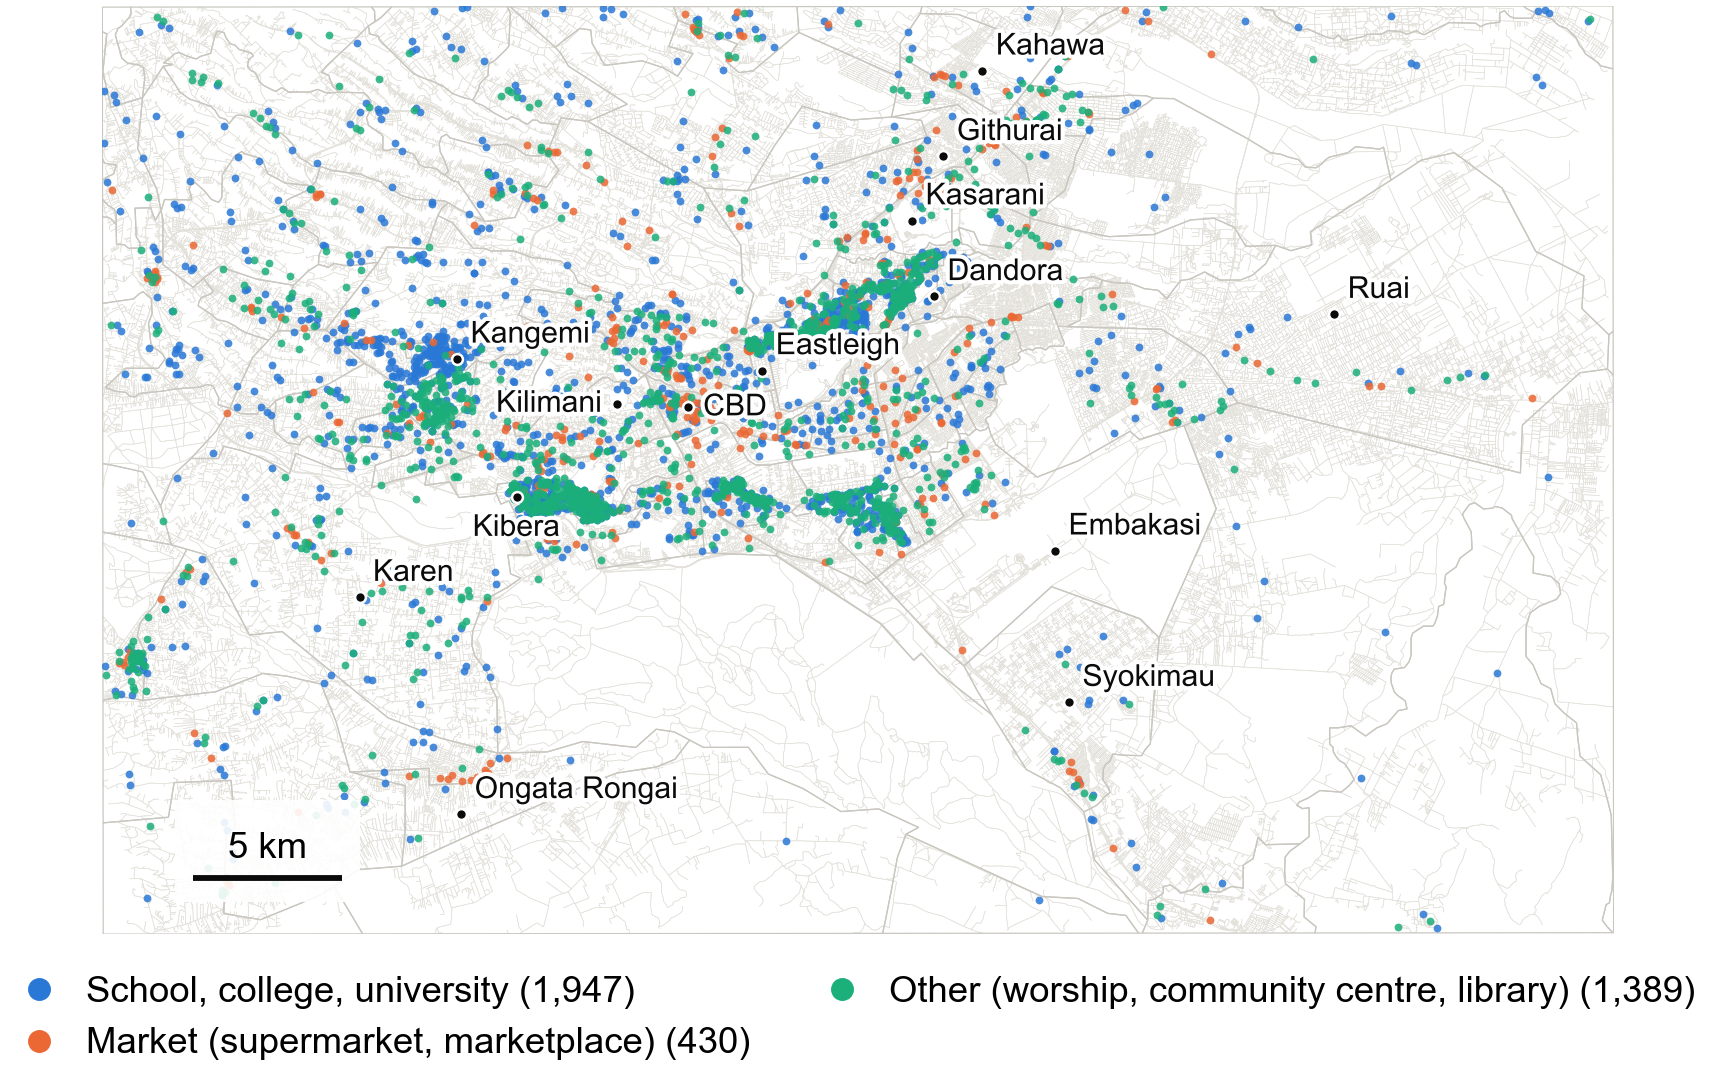 Kahawa
Githurai
Kasarani
Dandora
Ruai
Kangemi
Eastleigh
Kilimani
CBD
Kibera
Embakasi
Karen
Syokimau
Ongata Rongai
5 km
School, college, university (1,947)
Other (worship, community centre, library) (1,389)
Market (supermarket, marketplace) (430)